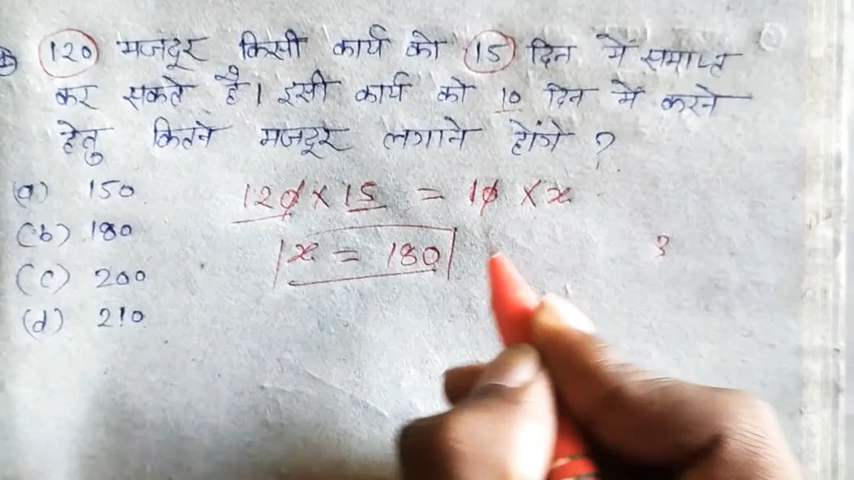 120 मजदूर किसी कार्य को 15 दिन में समाप्त
कर सकते है। इसी कार्य को 10 दिन में करने
हेतु कितने मजदूर लगाने होंगे ?
(a) 150
(b) 180
(c) 200
(d) 210
120 × 15 = 10 × x
x = 180